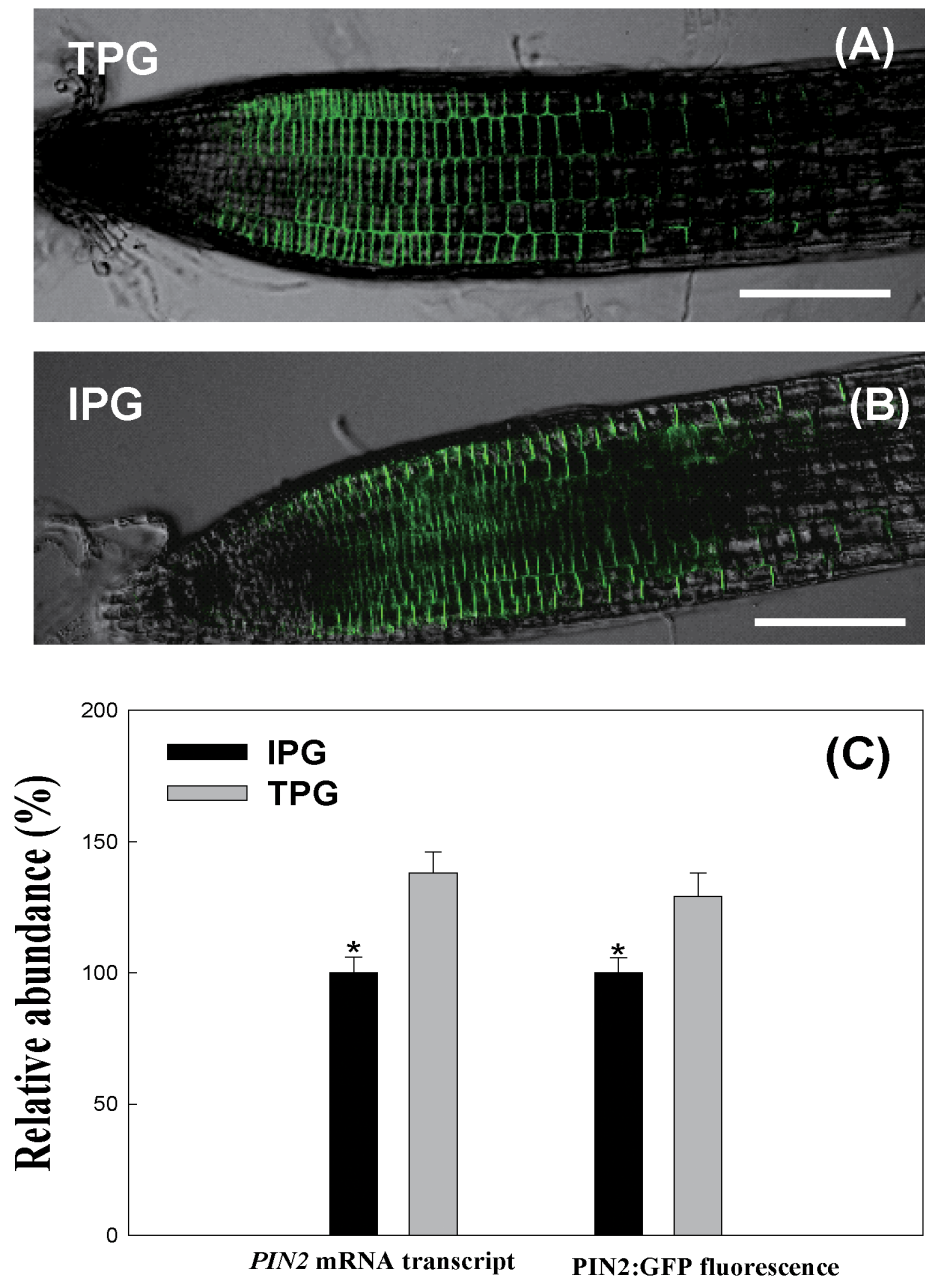 TPG
(A)
IPG
(B)
200
150
100
50
0
Relative abundance (%)
IPG
TPG
(C)
*
*
PIN2 mRNA transcript
PIN2:GFP fluorescence